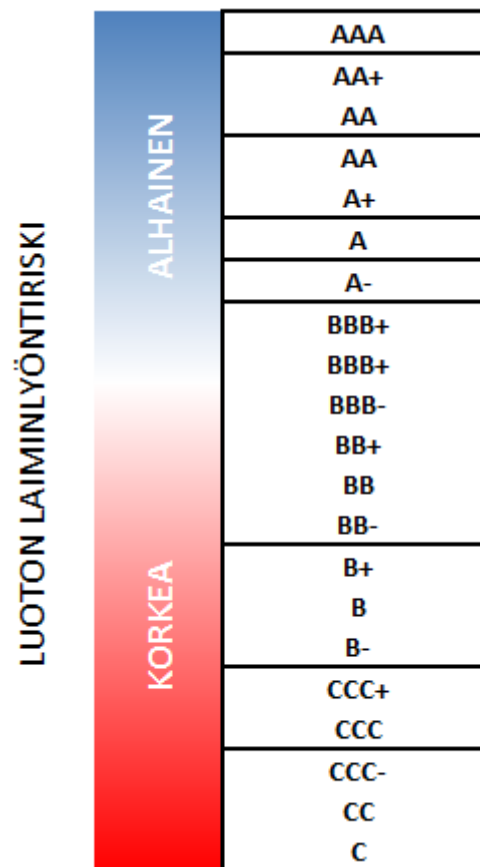 LUOTON LAIMINLYÖNTIRISKI
ALHAINEN
KORKEA
AAA
AA+
AA
AA
A+
A
A-
BBB+
BBB+
BBB-
BB+
BB
BB-
B+
B
B-
CCC+
CCC
CCC-
CC
C